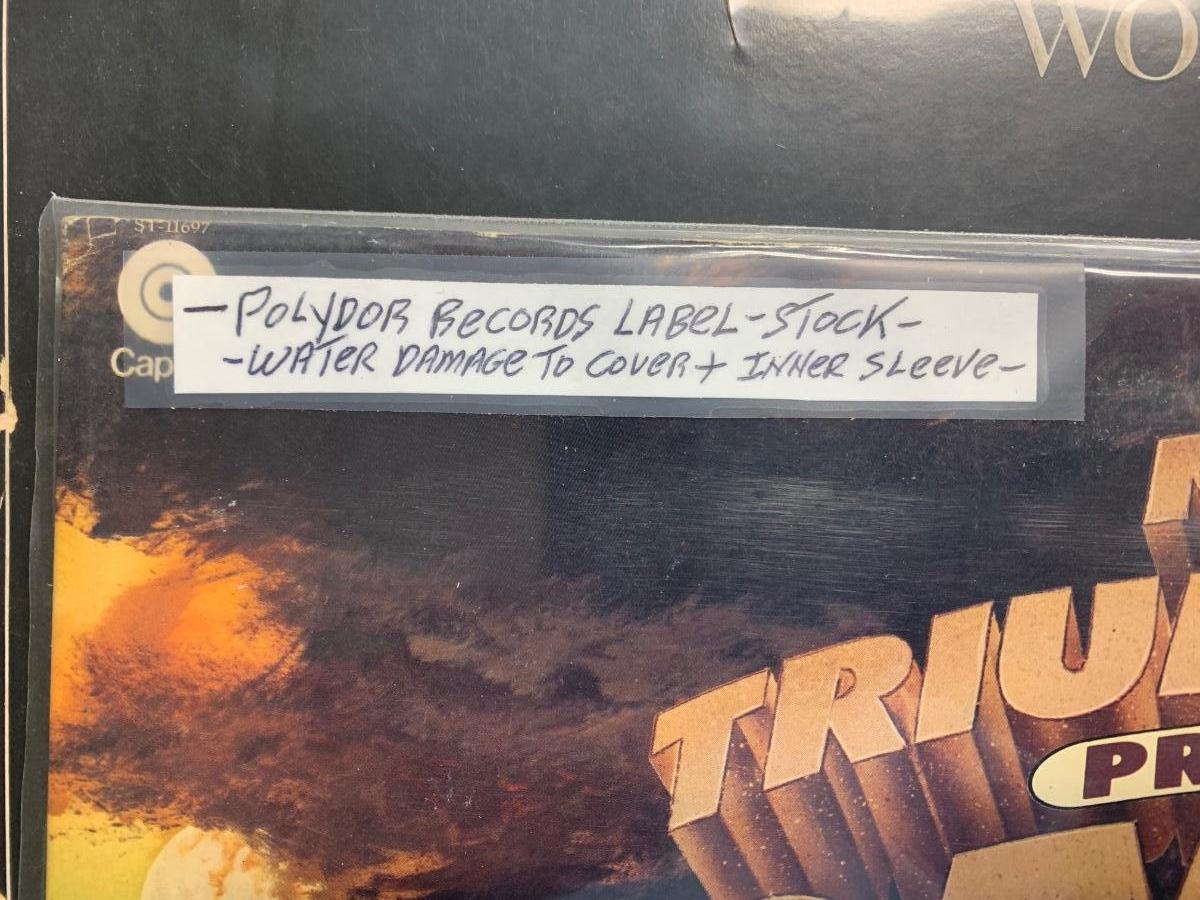 WO
ST-11697
Cap
-POLYDOR RECORDS LABEL-STOCK-
-WATER DAMAGE TO COVER + INNER SLEEVE-
TRIU
PR